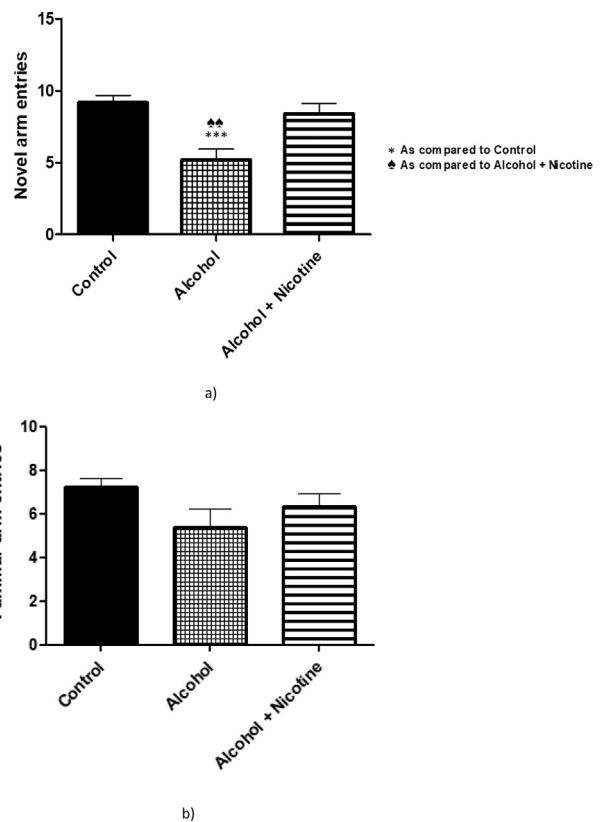 15
10
5
0
Novel arm entries
♠♠
***
* As compared to Control
♠ As compared to Alcohol + Nicotine
Control
Alcohol
Alcohol + Nicotine
a)
10
8
6
4
2
0
arm
Control
Alcohol
Alcohol + Nicotine
b)